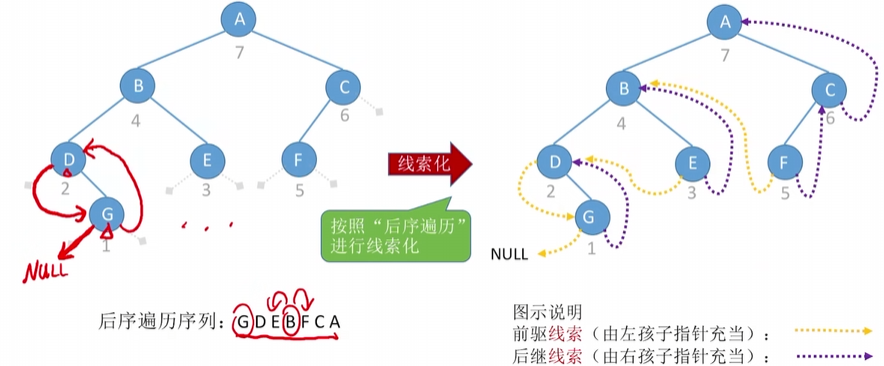 A
7
B
4
C
6
D
2
E
3
F
5
G
1
NULL
后序遍历序列：G D E B F C A
线索化
按照“后序遍历”
进行线索化
A
7
B
4
C
6
D
2
E
3
F
5
G
1
NULL
图示说明
前驱线索（由左孩子指针充当）：
后继线索（由右孩子指针充当）：